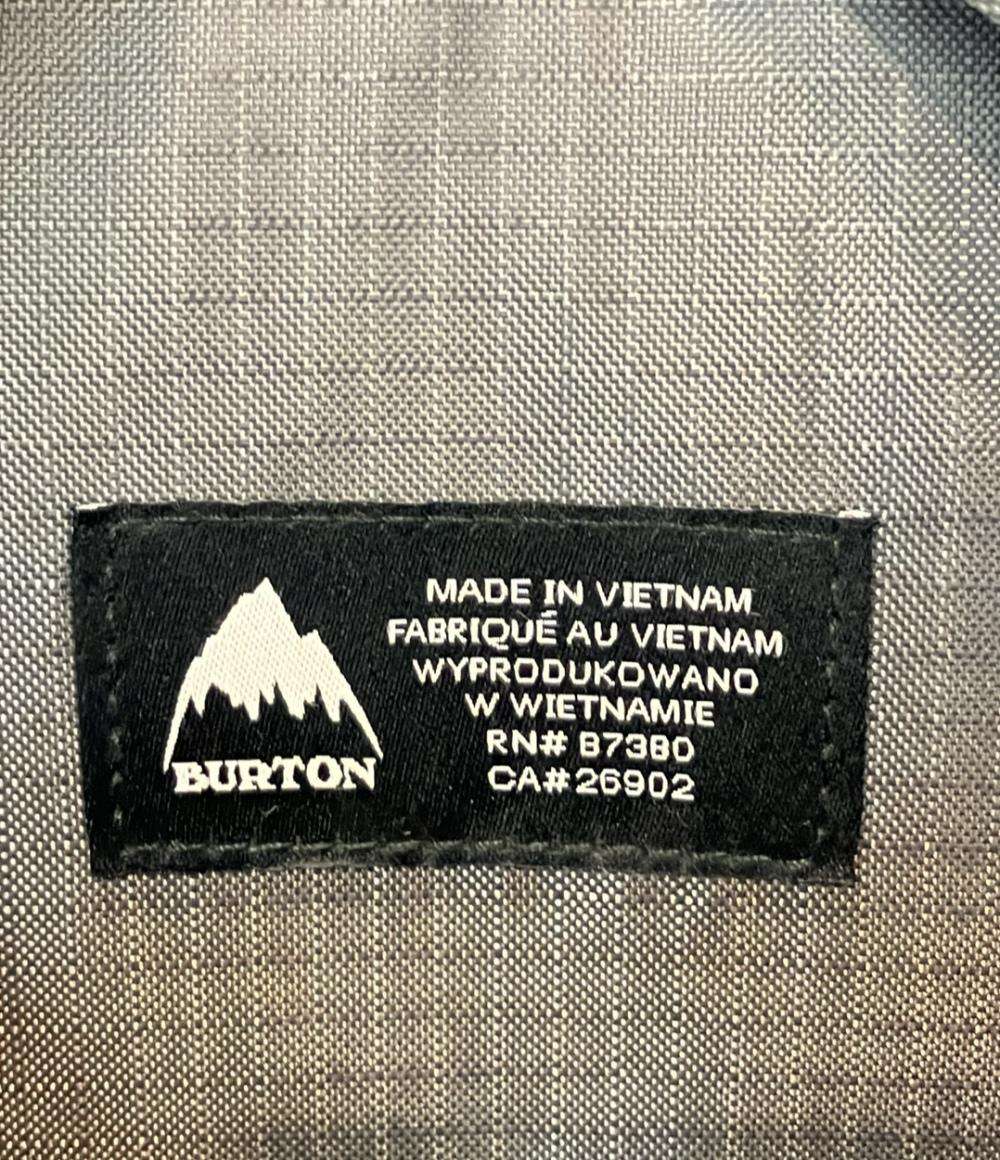 BURTON
MADE IN VIETNAM
FABRIQUÉ AU VIETNAM
WYPRODUKOWANO
W WIETNAMIE
RN# 87380
CA#26902